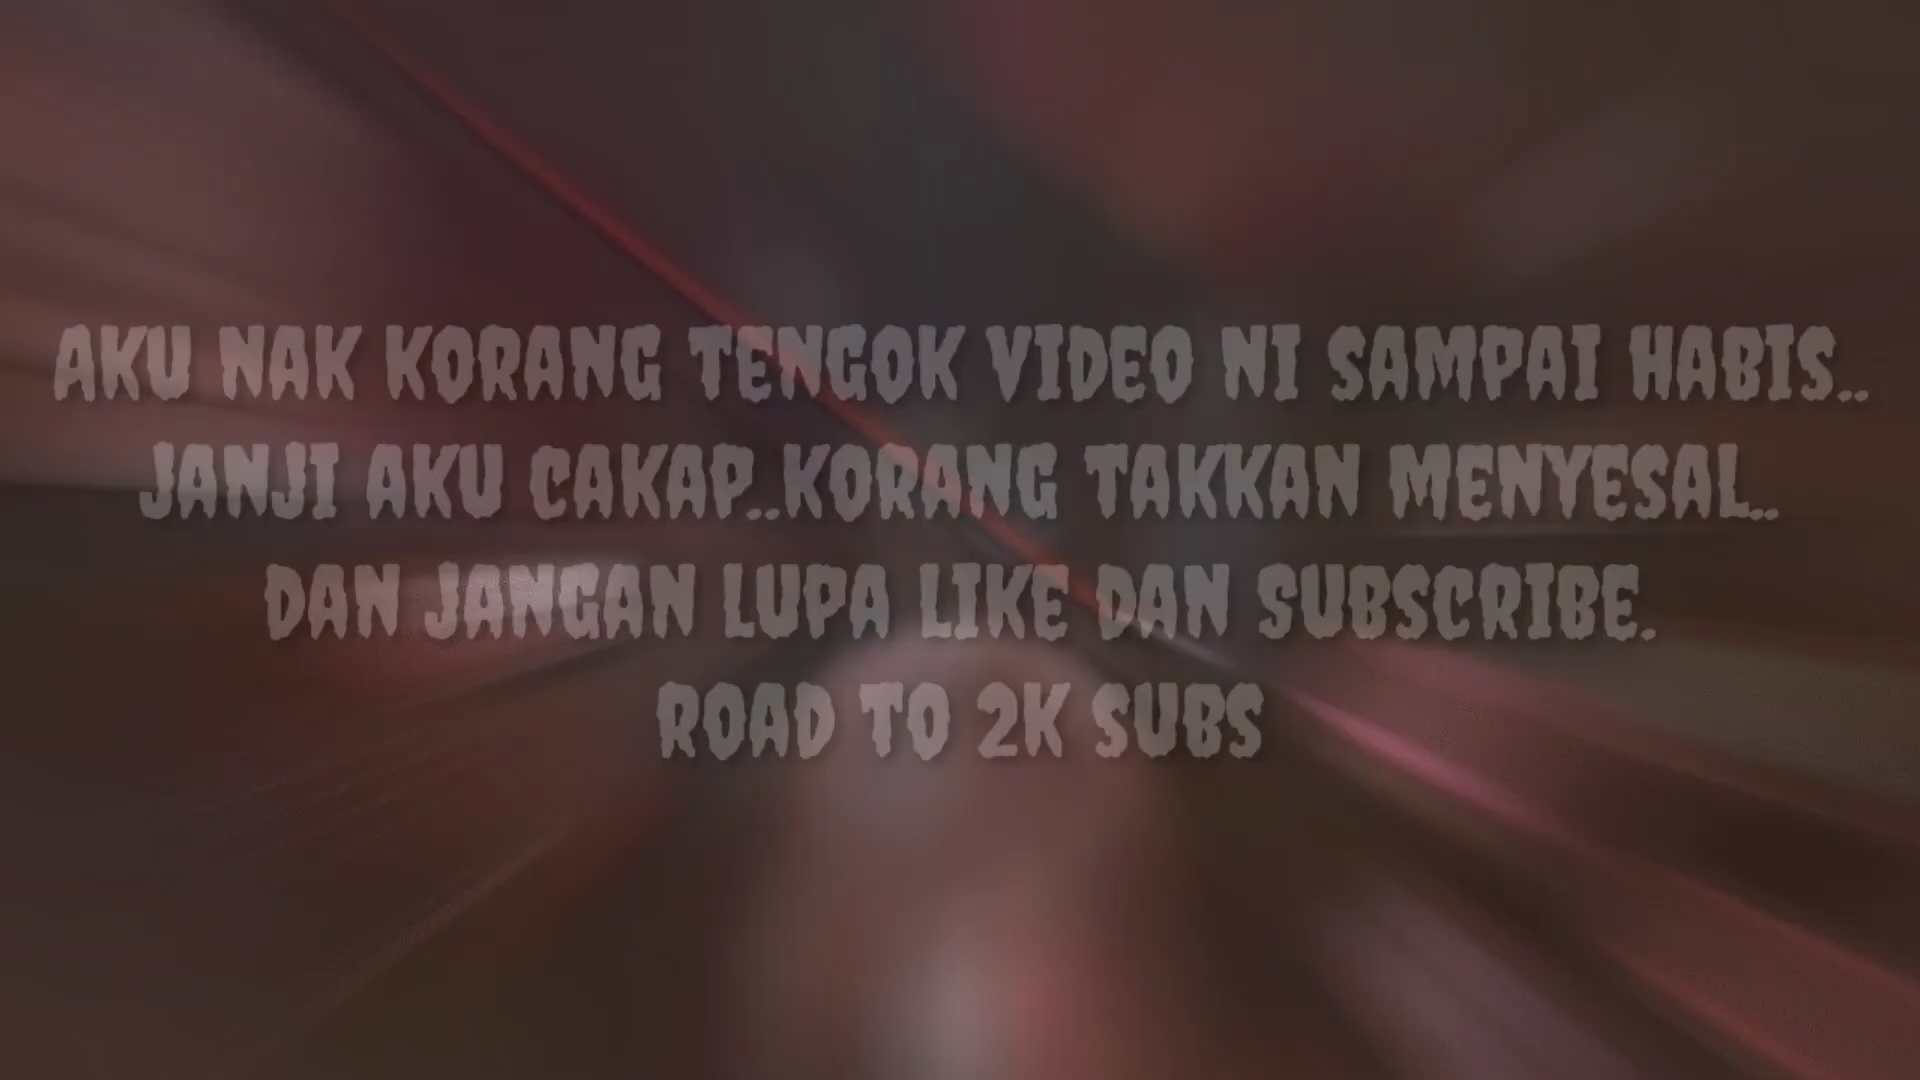 AKU NAK KORANG TENGOK VIDEO NI SAMPAI HABIS..
JANJI AKU CAKAP..KORANG TAKKAN MENYESAL..
DAN JANGAN LUPA LIKE DAN SUBSCRIBE.
ROAD TO 2K SUBS